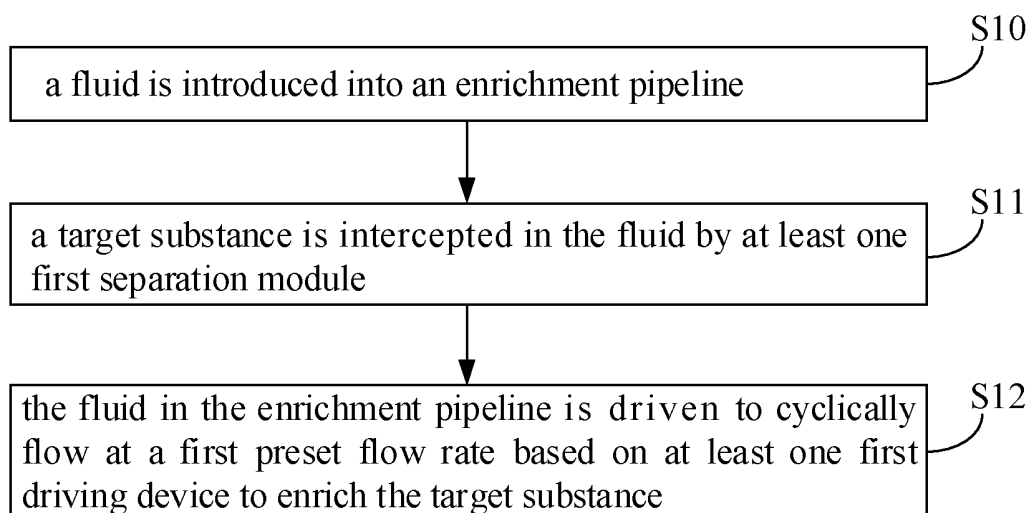 S10
a fluid is introduced into an enrichment pipeline
S11
a target substance is intercepted in the fluid by at least one
first separation module
S12
the fluid in the enrichment pipeline is driven to cyclically
flow at a first preset flow rate based on at least one first
driving device to enrich the target substance